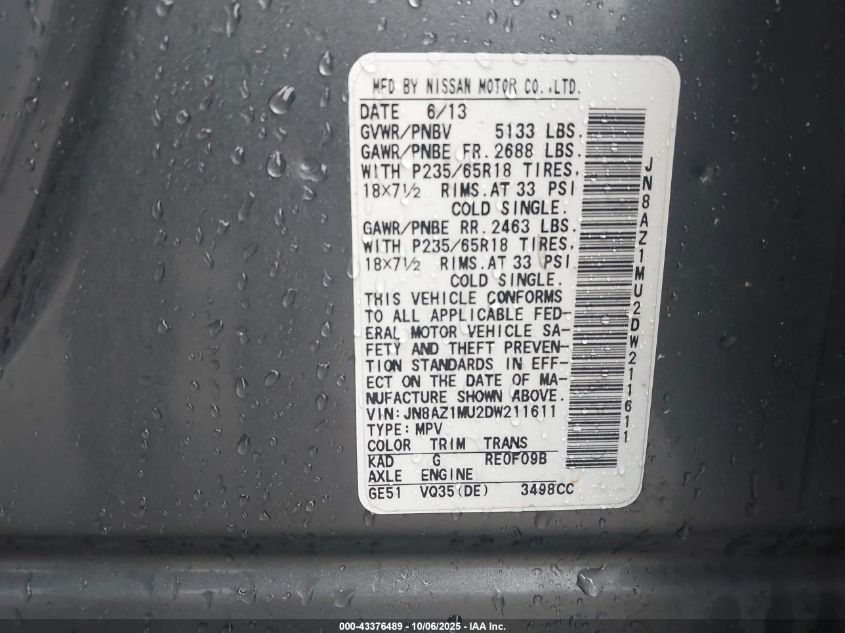 MFD BY NISSAN MOTOR CO.,LTD.
DATE 6/13
GVWR/PNBV 5133 LBS.
GAWR/PNBE FR.2688 LBS.
WITH P235/65R18 TIRES,
18×7½ RIMS.AT 33 PSI
COLD SINGLE.
GAWR/PNBE RR.2463 LBS.
WITH P235/65R18 TIRES,
18×7½ RIMS.AT 33 PSI
COLD SINGLE.
THIS VEHICLE CONFORMS
TO ALL APPLICABLE FED-
ERAL MOTOR VEHICLE SA-
FETY AND THEFT PREVEN-
TION STANDARDS IN EFF-
ECT ON THE DATE OF MA-
NUFACTURE SHOWN ABOVE.
VIN:JN8AZ1MU2DW211611
TYPE:MPV
COLOR TRIM TRANS
KAD G RE0F09B
AXLE ENGINE
GE51 VQ35(DE) 3498CC
JN8AZ1MU2DW211611
000-43376489 - 10/06/2025 - IAA Inc.